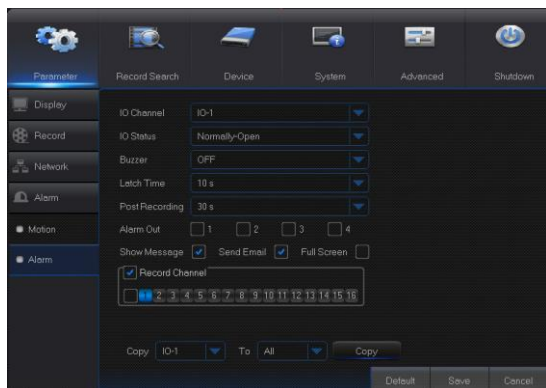 Parameter Record Search Device System Advanced Shutdown
Display
Record
Network
Alarm
Motion
Alarm
IO Channel IO-1
IO Status Normally-Open
Buzzer OFF
Latch Time 10 s
Post Recording 30 s
Alarm Out 1 2 3 4
Show Message Send Email Full Screen
Record Channel
2 3 4 5 6 7 8 9 10 11 12 13 14 15 16
Copy IO-1 To All Copy
Default Save Cancel